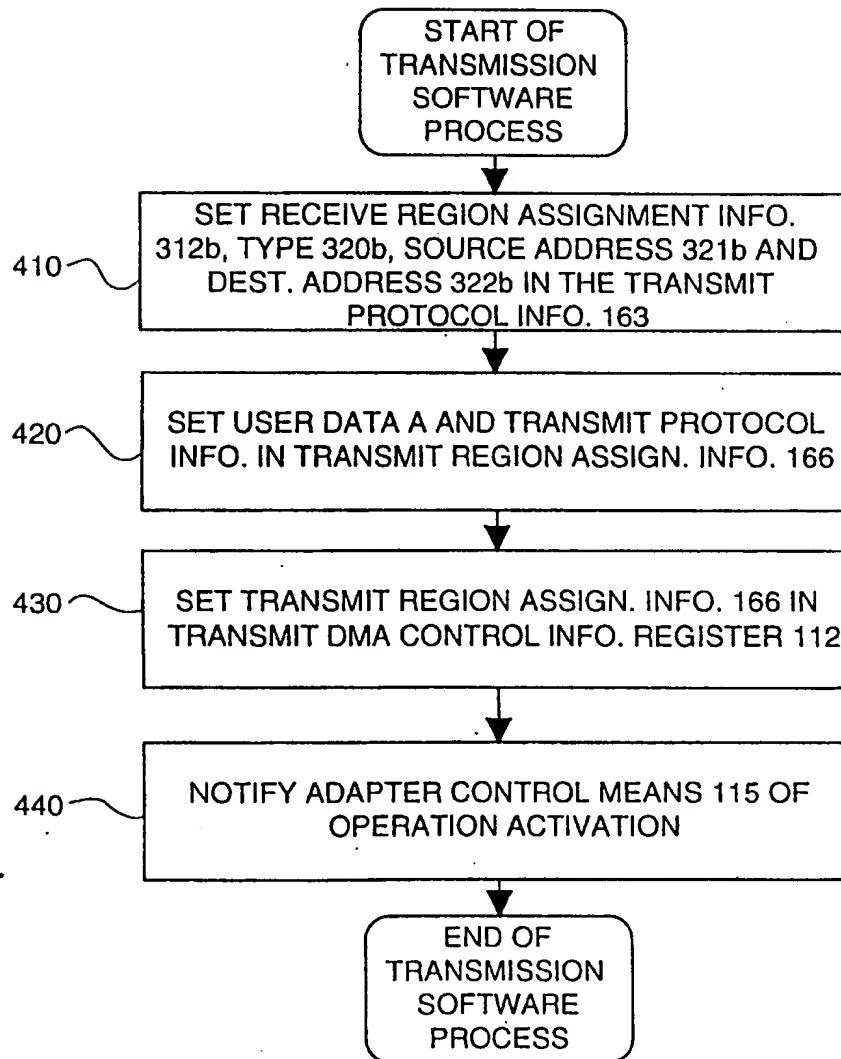 START OF
TRANSMISSION
SOFTWARE
PROCESS
410
SET RECEIVE REGION ASSIGNMENT INFO.
312b, TYPE 320b, SOURCE ADDRESS 321b AND
DEST. ADDRESS 322b IN THE TRANSMIT
PROTOCOL INFO. 163
420
SET USER DATA A AND TRANSMIT PROTOCOL
INFO. IN TRANSMIT REGION ASSIGN. INFO. 166
430
SET TRANSMIT REGION ASSIGN. INFO. 166 IN
TRANSMIT DMA CONTROL INFO. REGISTER 112
440
NOTIFY ADAPTER CONTROL MEANS 115 OF
OPERATION ACTIVATION
END OF
TRANSMISSION
SOFTWARE
PROCESS